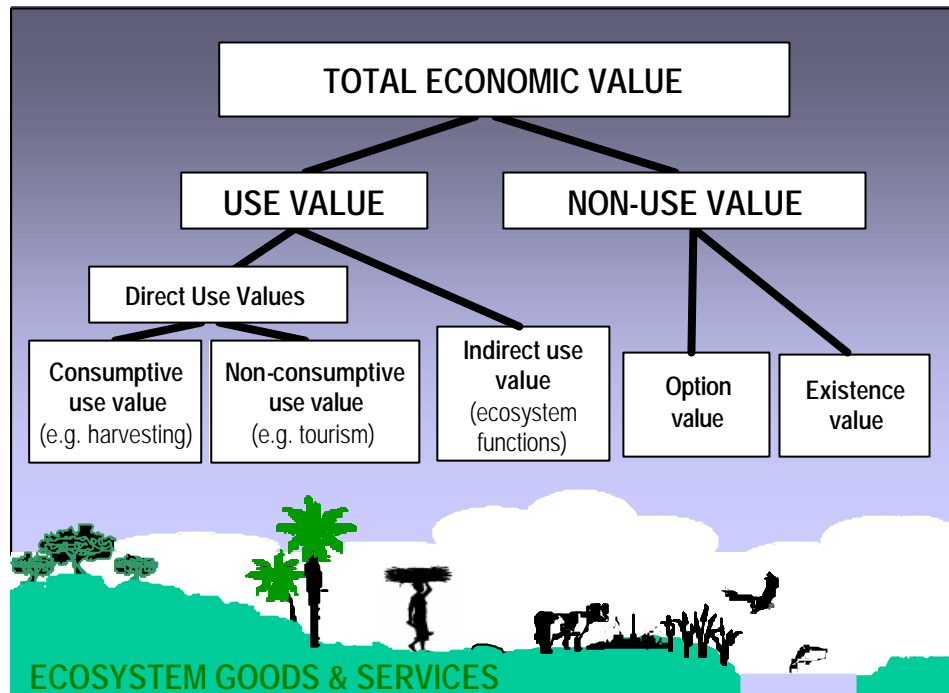 TOTAL ECONOMIC VALUE
USE VALUE
NON-USE VALUE
Direct Use Values
Consumptive
use value
(e.g. harvesting)
Non-consumptive
use value
(e.g. tourism)
Indirect use
value
(ecosystem
functions)
Option
value
Existence
value
ECOSYSTEM GOODS & SERVICES